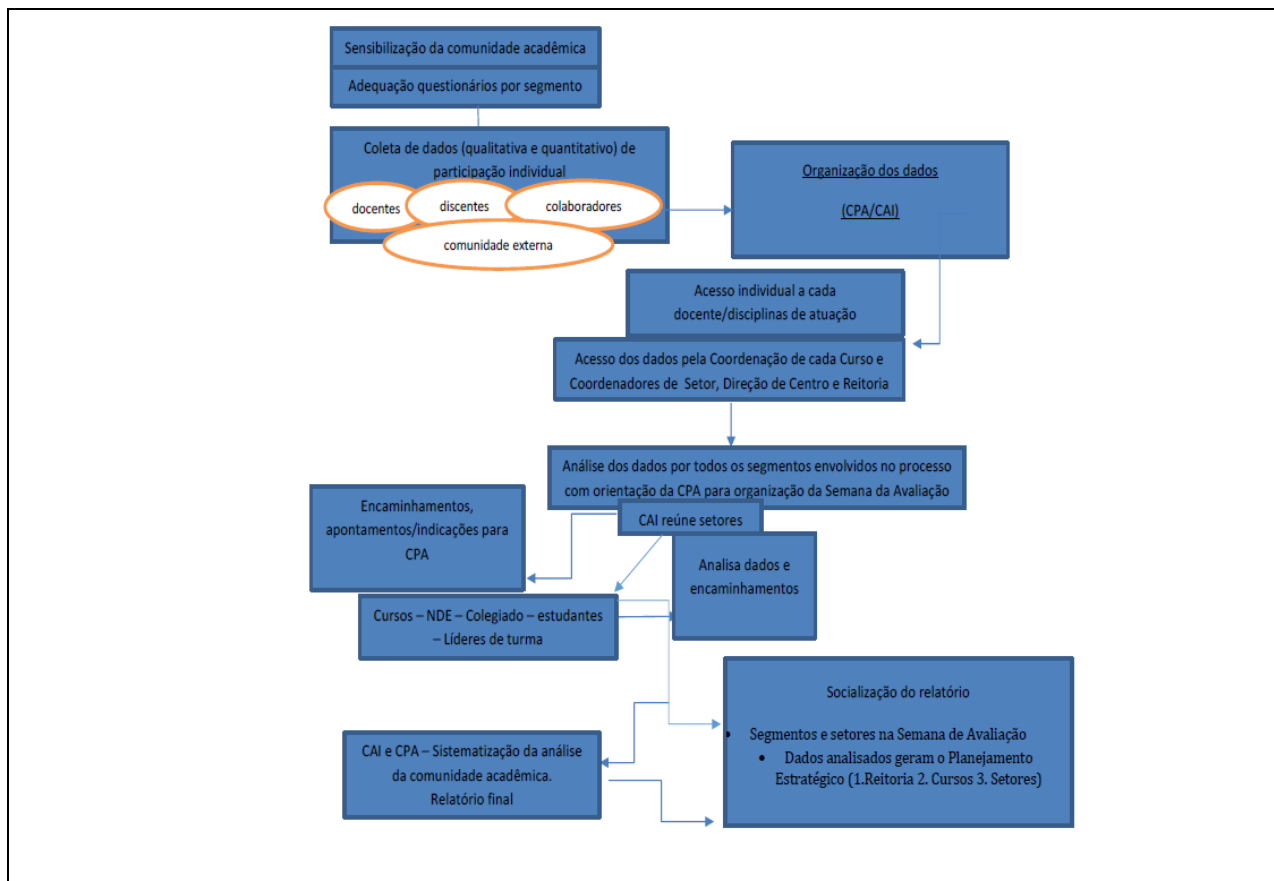 Sensibilização da comunidade acadêmica
Adequação questionários por segmento
Coleta de dados (qualitativa e quantitativo) de
participação individual
docentes
discentes
colaboradores
comunidade externa
Organização dos dados
(CPA/CAI)
Acesso individual a cada
docente/disciplinas de atuação
Acesso dos dados pela Coordenação de cada Curso e
Coordenadores de Setor, Direção de Centro e Reitoria
Análise dos dados por todos os segmentos envolvidos no processo
com orientação da CPA para organização da Semana da Avaliação
CAI reúne setores
Encaminhamentos,
apontamentos/indicações para
CPA
Analisa dados e
encaminhamentos
Cursos – NDE – Colegiado – estudantes
– Líderes de turma
Socialização do relatório
• Segmentos e setores na Semana de Avaliação
• Dados analisados geram o Planejamento
Estratégico (1.Reitoria 2. Cursos 3. Setores)
CAI e CPA – Sistematização da análise
da comunidade acadêmica.
Relatório final